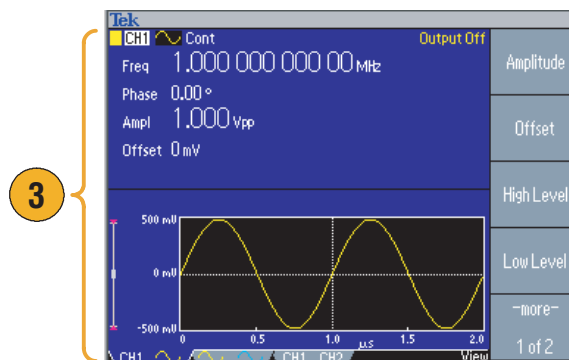 Tek
CH1 Cont Output Off
Freq 1.000 000 000 00 MHz
Phase 0.00 °
Ampl 1.000 Vpp
Offset 0 mV
3
500 mV
0 mV
-500 mV
0 0.5 1.0 µs 1.5 2.0
CH1 CH1 CH2 View
Amplitude
Offset
High Level
Low Level
-more-
1 of 2